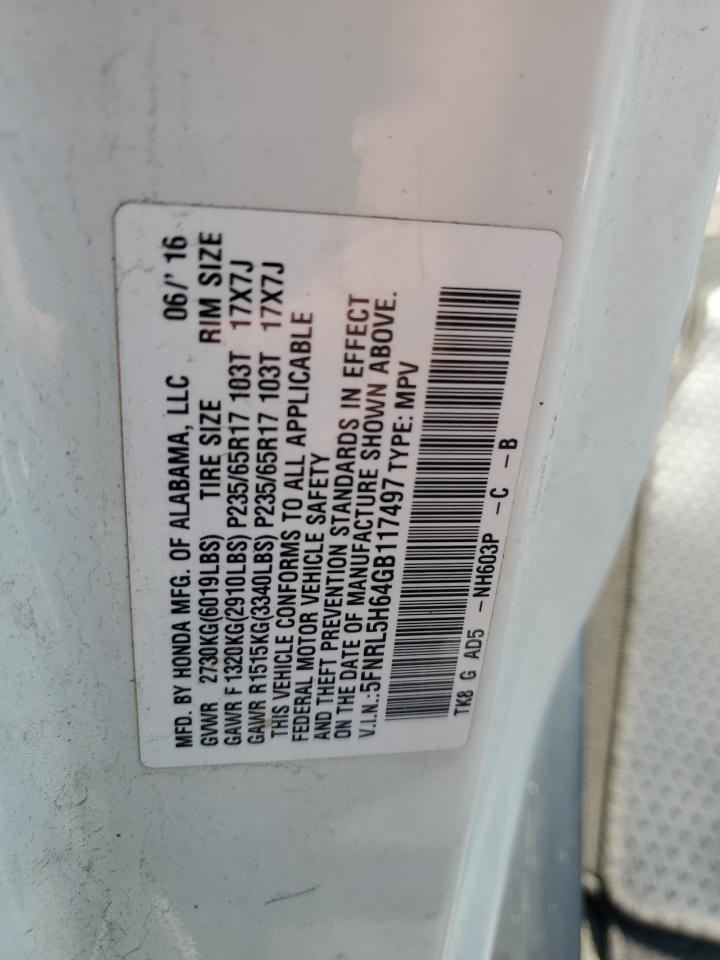 MFD. BY HONDA MFG. OF ALABAMA, LLC 06/' 16
GVWR 2730KG(6019LBS) TIRE SIZE RIM SIZE
GAWR F1320KG(2910LBS) P235/65R17 103T 17X7J
GAWR R1515KG(3340LBS) P235/65R17 103T 17X7J
THIS VEHICLE CONFORMS TO ALL APPLICABLE
FEDERAL MOTOR VEHICLE SAFETY
AND THEFT PREVENTION STANDARDS IN EFFECT
ON THE DATE OF MANUFACTURE SHOWN ABOVE.
V.I.N.:5FNRL5H64GB117497 TYPE: MPV
TK8 G AD5 -NH603P -C -B